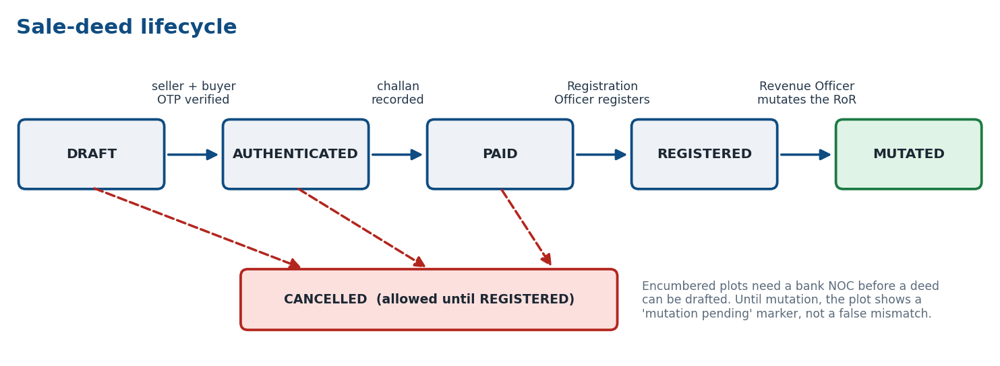 Sale-deed lifecycle
seller + buyer
OTP verified
challan
recorded
Registration
Officer registers
Revenue Officer
mutates the RoR
DRAFT
AUTHENTICATED
PAID
REGISTERED
MUTATED
CANCELLED  (allowed until REGISTERED)
Encumbered plots need a bank NOC before a deed
can be drafted. Until mutation, the plot shows a
'mutation pending' marker, not a false mismatch.